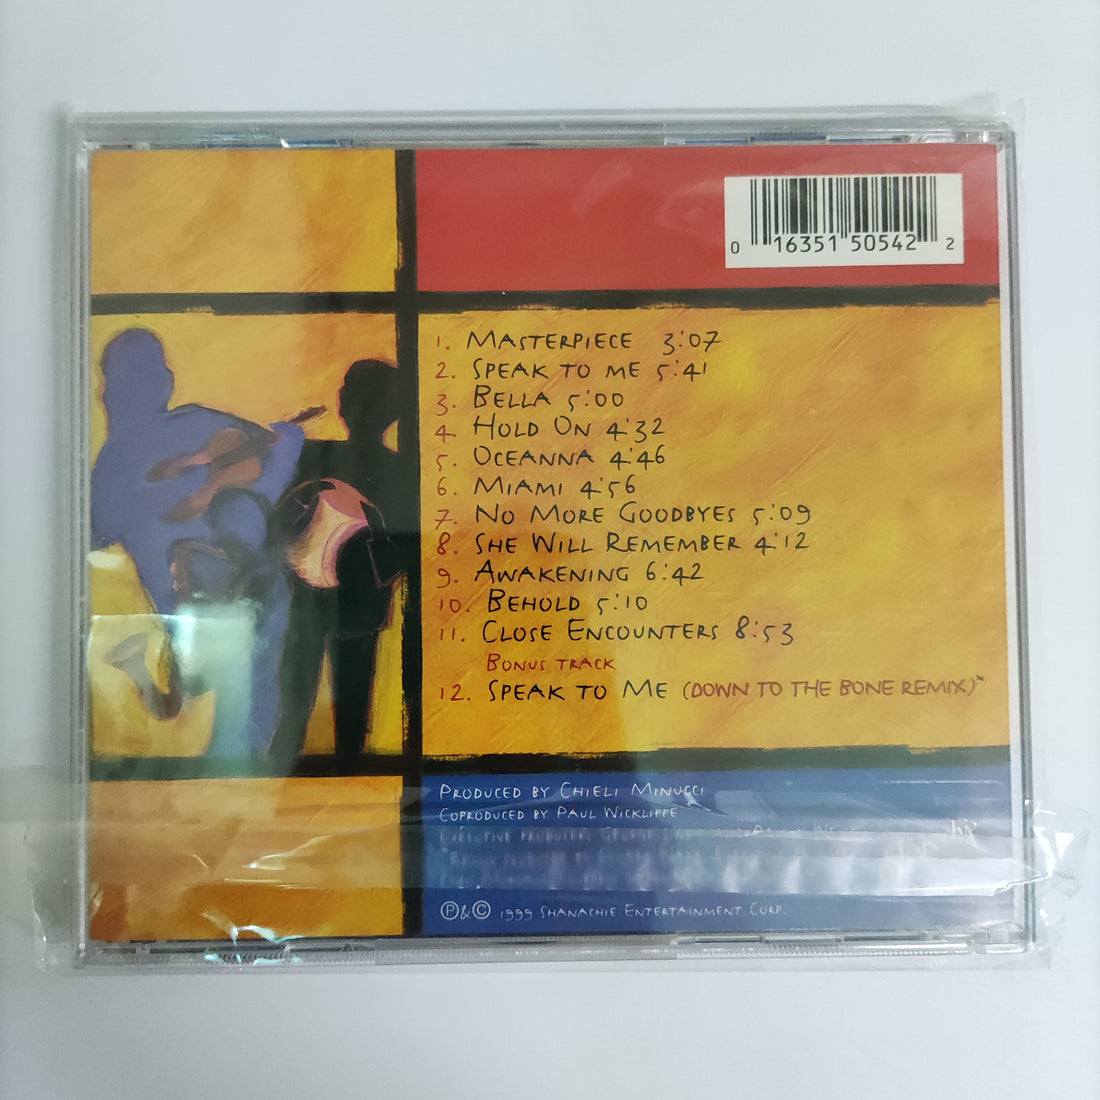 0 16351 50542 2
1. MASTERPIECE 3:07
2. SPEAK TO ME 5:41
3. BELLA 5:00
4 HOLD ON 4:32
5. OCEANNA 4:46
6. MIAMI 4:56
7. NO MORE GOODBYES 5:09
8. SHE WILL REMEMBER 4:12
9. AWAKENING 6:42
10. BEHOLD 5:10
11. CLOSE ENCOUNTERS 8:53
BONUS TRACK
12. SPEAK TO ME (DOWN TO THE BONE REMIX)*
PRODUCED BY CHIELI MINUCCI
COPRODUCED BY PAUL WICKLIFFE
EXECUTIVE PRODUCER
℗&© 1999 SHANACHIE ENTERTAINMENT CORP.